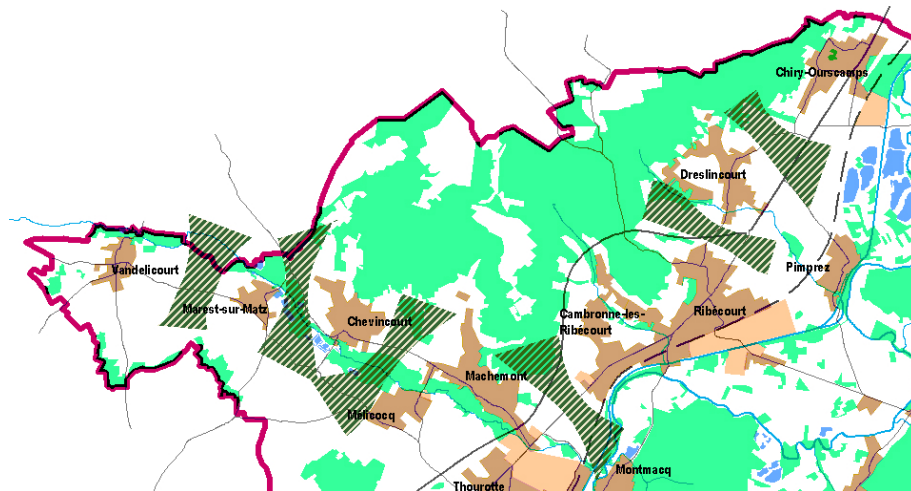 Chiry-Ourscamps
Dreslincourt
Vandelicourt
Pimprez
Marest-sur-Matz
Chevincourt
Cambronne-les-
Ribécourt
Ribécourt
Machemont
Mélicocq
Montmacq
Thourotte